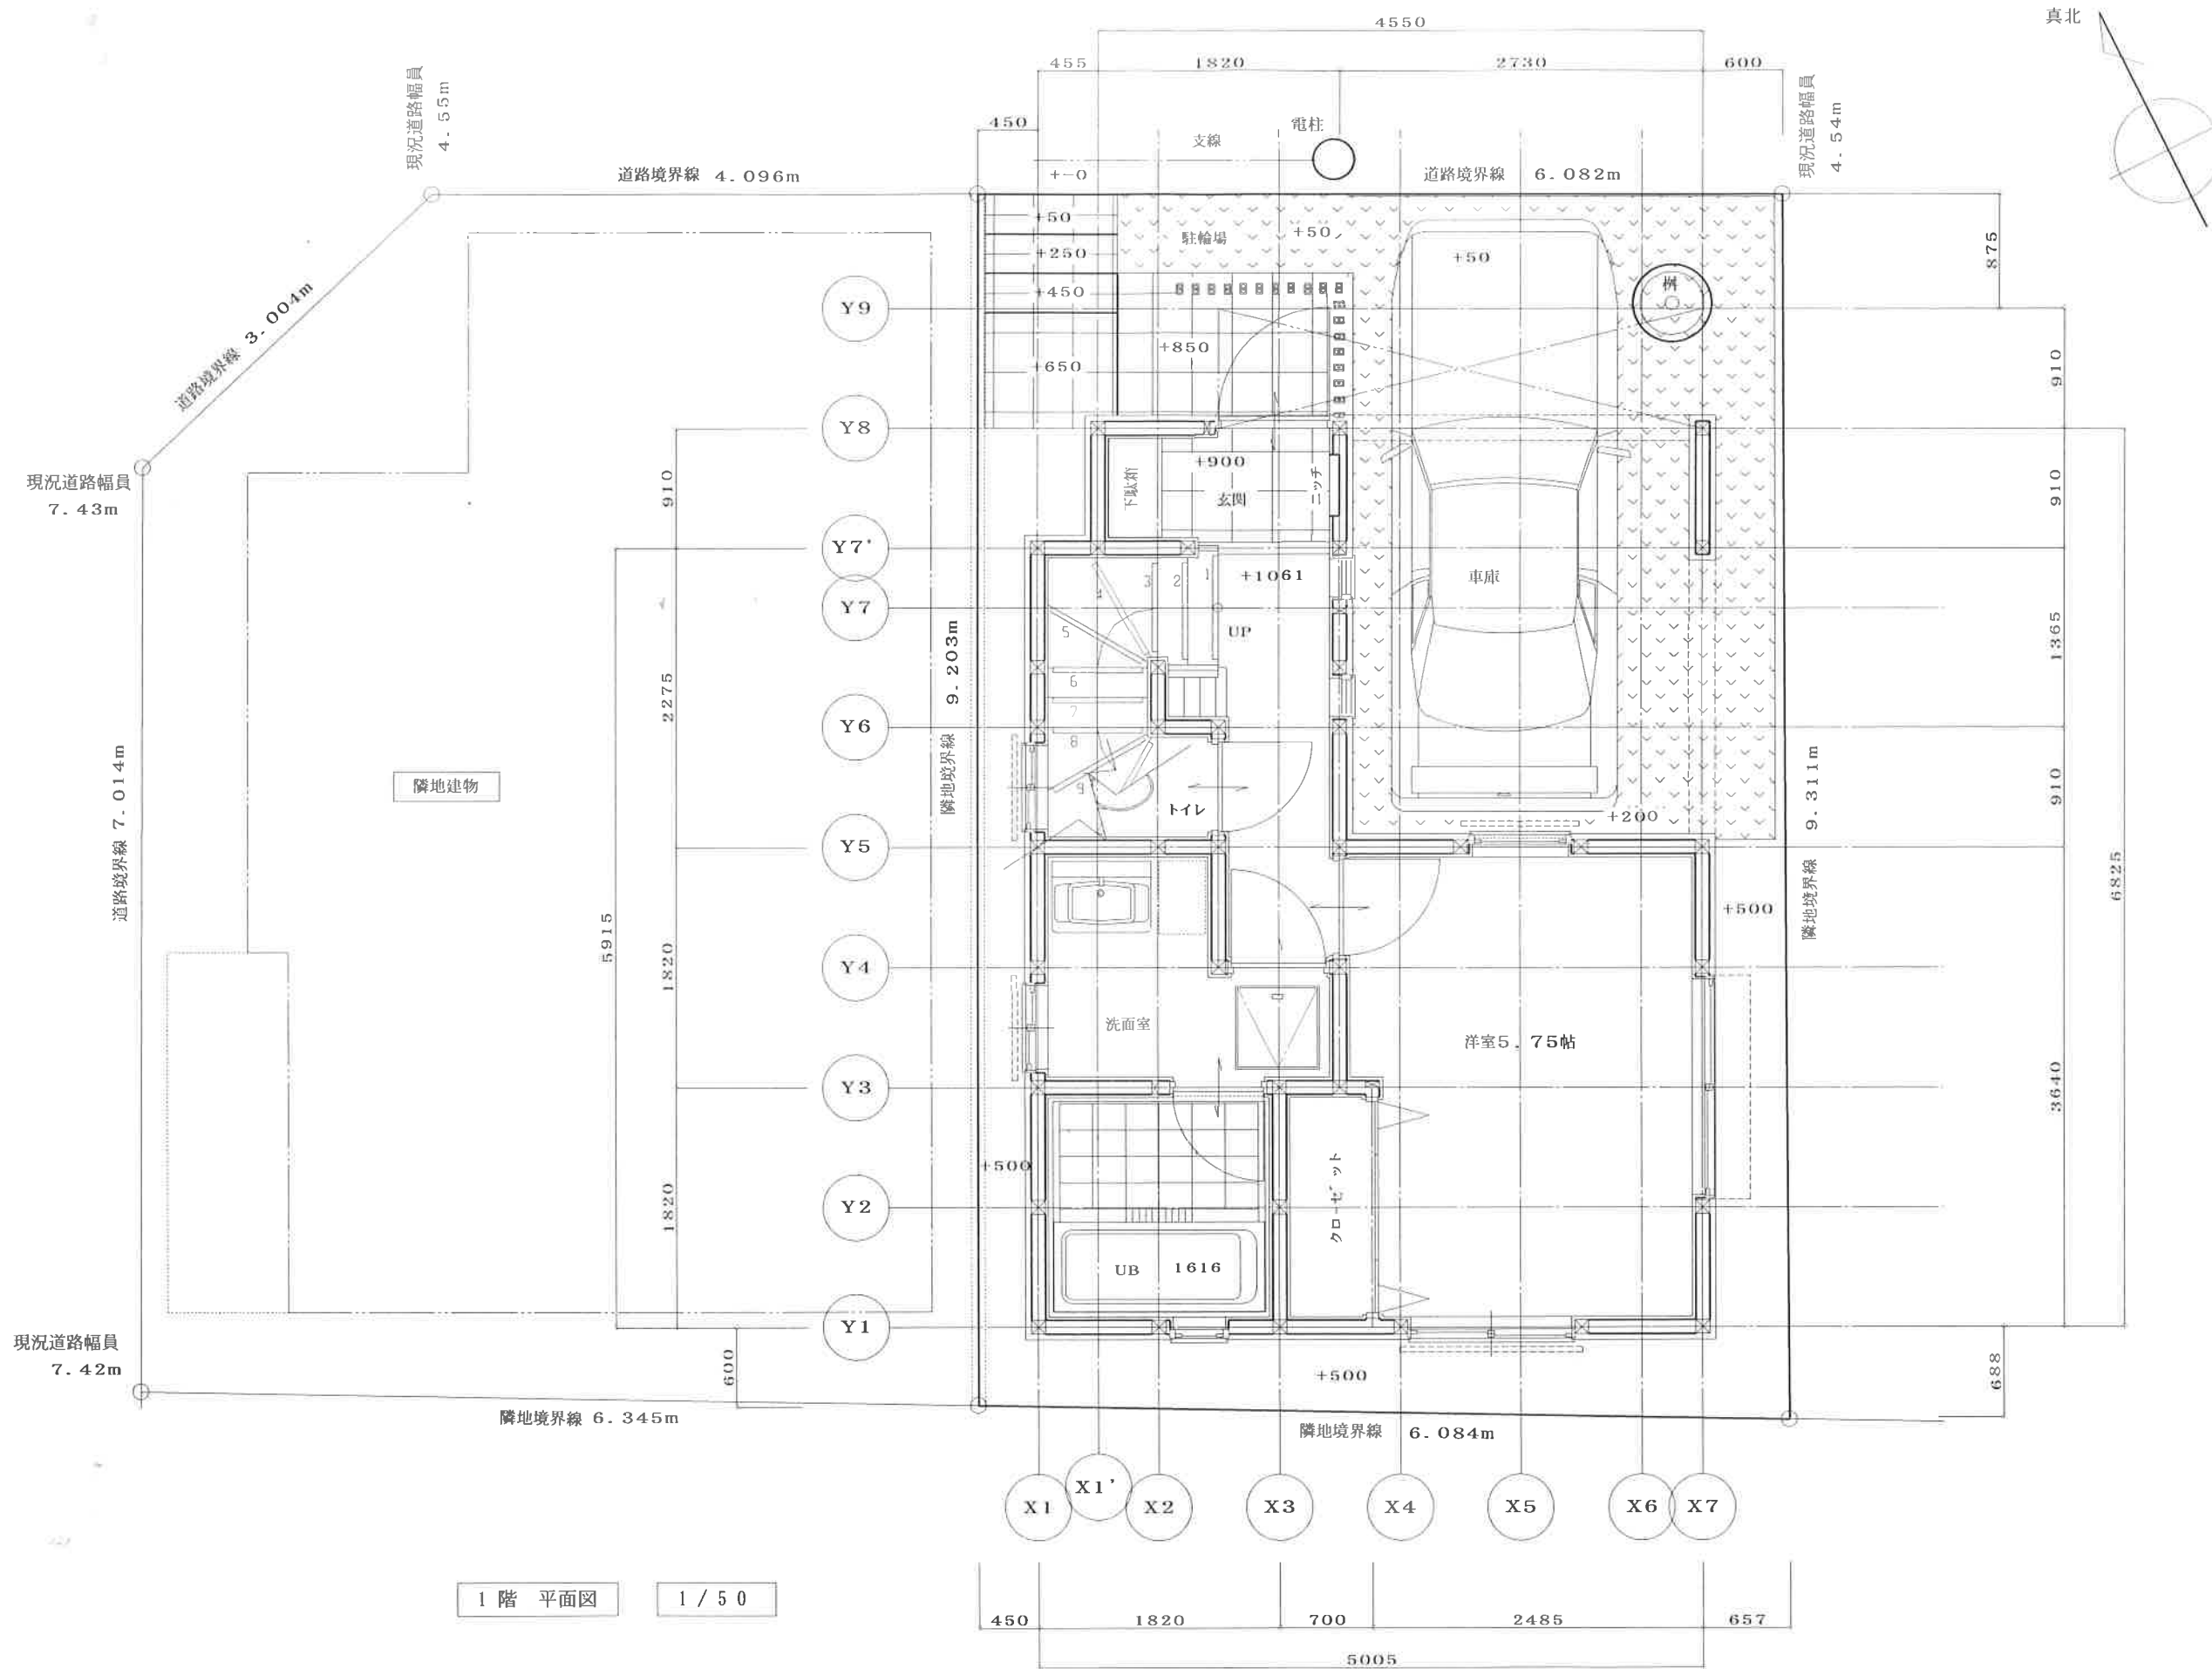 真北
4550
455
1820
2730
600
現況道路幅員
4.55m
現況道路幅員
4.54m
450
支線
電柱
道路境界線 4.096m
+-0
道路境界線 6.082m
+50
+250
+450
+650
駐輪場
+50
+50
桝
875
道路境界線 3.004m
Y9
+850
910
Y8
+900
玄関
下駄箱
ニッチ
910
910
現況道路幅員
7.43m
Y7'
1
2
3
4
5
6
7
8
9
+1061
車庫
Y7
UP
1365
9.203m
隣地境界線
2275
Y6
道路境界線 7.014m
隣地建物
トイレ
910
9.311m
隣地境界線
+200
Y5
6825
5915
+500
1820
Y4
洗面室
洋室5.75帖
3640
Y3
+500
クローゼット
1820
Y2
UB 1616
Y1
現況道路幅員
7.42m
600
+500
688
隣地境界線 6.345m
隣地境界線 6.084m
X1
X1'
X2
X3
X4
X5
X6
X7
1階 平面図
1/50
450
1820
700
2485
657
5005